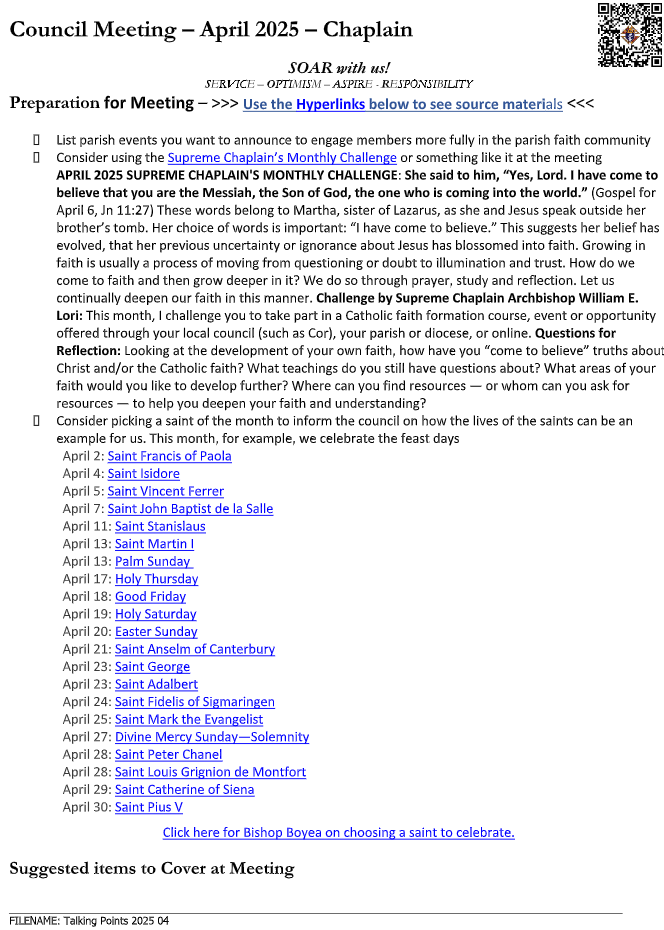 Council Meeting – April 2025 – Chaplain
SOAR with us!
SERVICE – OPTIMISM – ASPIRE - RESPONSIBILITY
Preparation for Meeting – >>> Use the Hyperlinks below to see source materials <<<
List parish events you want to announce to engage members more fully in the parish faith community
Consider using the Supreme Chaplain's Monthly Challenge or something like it at the meeting
APRIL 2025 SUPREME CHAPLAIN'S MONTHLY CHALLENGE: She said to him, “Yes, Lord. I have come to
believe that you are the Messiah, the Son of God, the one who is coming into the world.” (Gospel for
April 6, Jn 11:27) These words belong to Martha, sister of Lazarus, as she and Jesus speak outside her
brother’s tomb. Her choice of words is important: “I have come to believe.” This suggests her belief has
evolved, that her previous uncertainty or ignorance about Jesus has blossomed into faith. Growing in
faith is usually a process of moving from questioning or doubt to illumination and trust. How do we
come to faith and then grow deeper in it? We do so through prayer, study and reflection. Let us
continually deepen our faith in this manner. Challenge by Supreme Chaplain Archbishop William E.
Lori: This month, I challenge you to take part in a Catholic faith formation course, event or opportunity
offered through your local council (such as Cor), your parish or diocese, or online. Questions for
Reflection: Looking at the development of your own faith, how have you “come to believe” truths about
Christ and/or the Catholic faith? What teachings do you still have questions about? What areas of your
faith would you like to develop further? Where can you find resources — or whom can you ask for
resources — to help you deepen your faith and understanding?
Consider picking a saint of the month to inform the council on how the lives of the saints can be an
example for us. This month, for example, we celebrate the feast days
April 2: Saint Francis of Paola
April 4: Saint Isidore
April 5: Saint Vincent Ferrer
April 7: Saint John Baptist de la Salle
April 11: Saint Stanislaus
April 13: Saint Martin I
April 13: Palm Sunday
April 17: Holy Thursday
April 18: Good Friday
April 19: Holy Saturday
April 20: Easter Sunday
April 21: Saint Anselm of Canterbury
April 23: Saint George
April 23: Saint Adalbert
April 24: Saint Fidelis of Sigmaringen
April 25: Saint Mark the Evangelist
April 27: Divine Mercy Sunday—Solemnity
April 28: Saint Peter Chanel
April 28: Saint Louis Grignion de Montfort
April 29: Saint Catherine of Siena
April 30: Saint Pius V
Click here for Bishop Boyea on choosing a saint to celebrate.
Suggested items to Cover at Meeting
FILENAME: Talking Points 2025 04